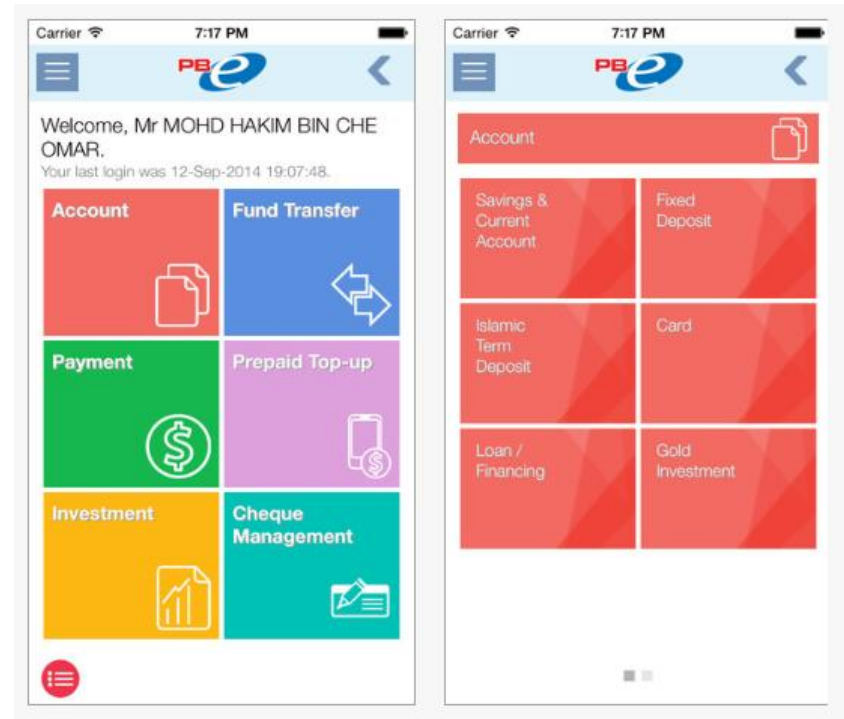 Carrier 7:17 PM
PBe
Welcome, Mr MOHD HAKIM BIN CHE
OMAR.
Your last login was 12-Sep-2014 19:07:48.
Account
Fund Transfer
Payment
Prepaid Top-up
$
$
Investment
Cheque
Management
Carrier 7:17 PM
PBe
Account
Savings &
Current
Account
Fixed
Deposit
Islamic
Term
Deposit
Card
Loan /
Financing
Gold
Investment